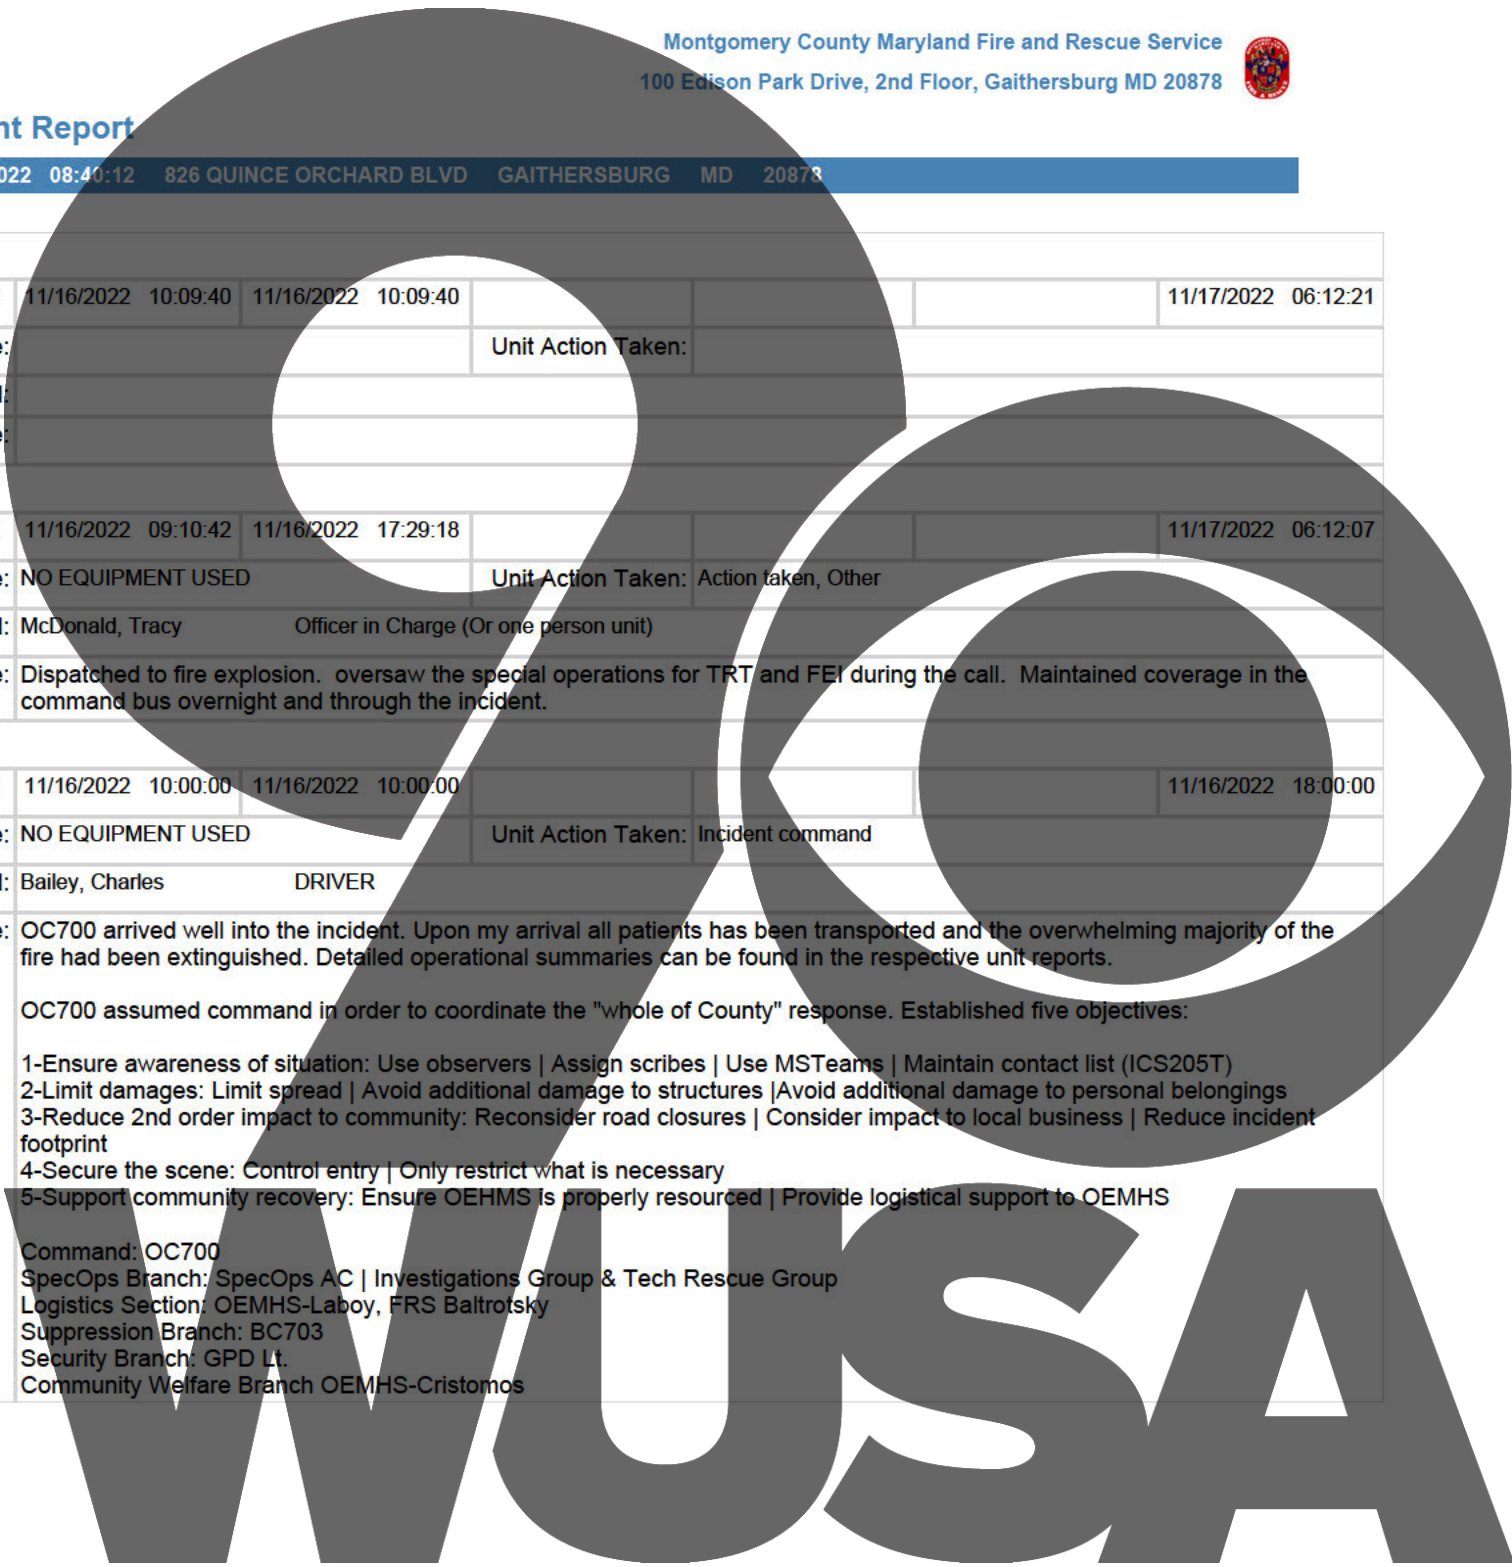 Montgomery County Maryland Fire and Rescue Service
100 Edison Park Drive, 2nd Floor, Gaithersburg MD 20878
nt Report
022 08:40:12 826 QUINCE ORCHARD BLVD GAITHERSBURG MD 20878
11/16/2022 10:09:40 11/16/2022 10:09:40 11/17/2022 06:12:21
e: Unit Action Taken:
l:
e:
11/16/2022 09:10:42 11/16/2022 17:29:18 11/17/2022 06:12:07
e: NO EQUIPMENT USED Unit Action Taken: Action taken, Other
l: McDonald, Tracy Officer in Charge (Or one person unit)
e: Dispatched to fire explosion. oversaw the special operations for TRT and FEI during the call. Maintained coverage in the
command bus overnight and through the incident.
11/16/2022 10:00:00 11/16/2022 10:00:00 11/16/2022 18:00:00
e: NO EQUIPMENT USED Unit Action Taken: Incident command
l: Bailey, Charles DRIVER
e: OC700 arrived well into the incident. Upon my arrival all patients has been transported and the overwhelming majority of the
fire had been extinguished. Detailed operational summaries can be found in the respective unit reports.
OC700 assumed command in order to coordinate the "whole of County" response. Established five objectives:
1-Ensure awareness of situation: Use observers | Assign scribes | Use MSTeams | Maintain contact list (ICS205T)
2-Limit damages: Limit spread | Avoid additional damage to structures |Avoid additional damage to personal belongings
3-Reduce 2nd order impact to community: Reconsider road closures | Consider impact to local business | Reduce incident
footprint
4-Secure the scene: Control entry | Only restrict what is necessary
5-Support community recovery: Ensure OEHMS is properly resourced | Provide logistical support to OEMHS
Command: OC700
SpecOps Branch: SpecOps AC | Investigations Group & Tech Rescue Group
Logistics Section: OEMHS-Laboy, FRS Baltrotsky
Suppression Branch: BC703
Security Branch: GPD Lt.
Community Welfare Branch OEMHS-Cristomos
9
WUSA